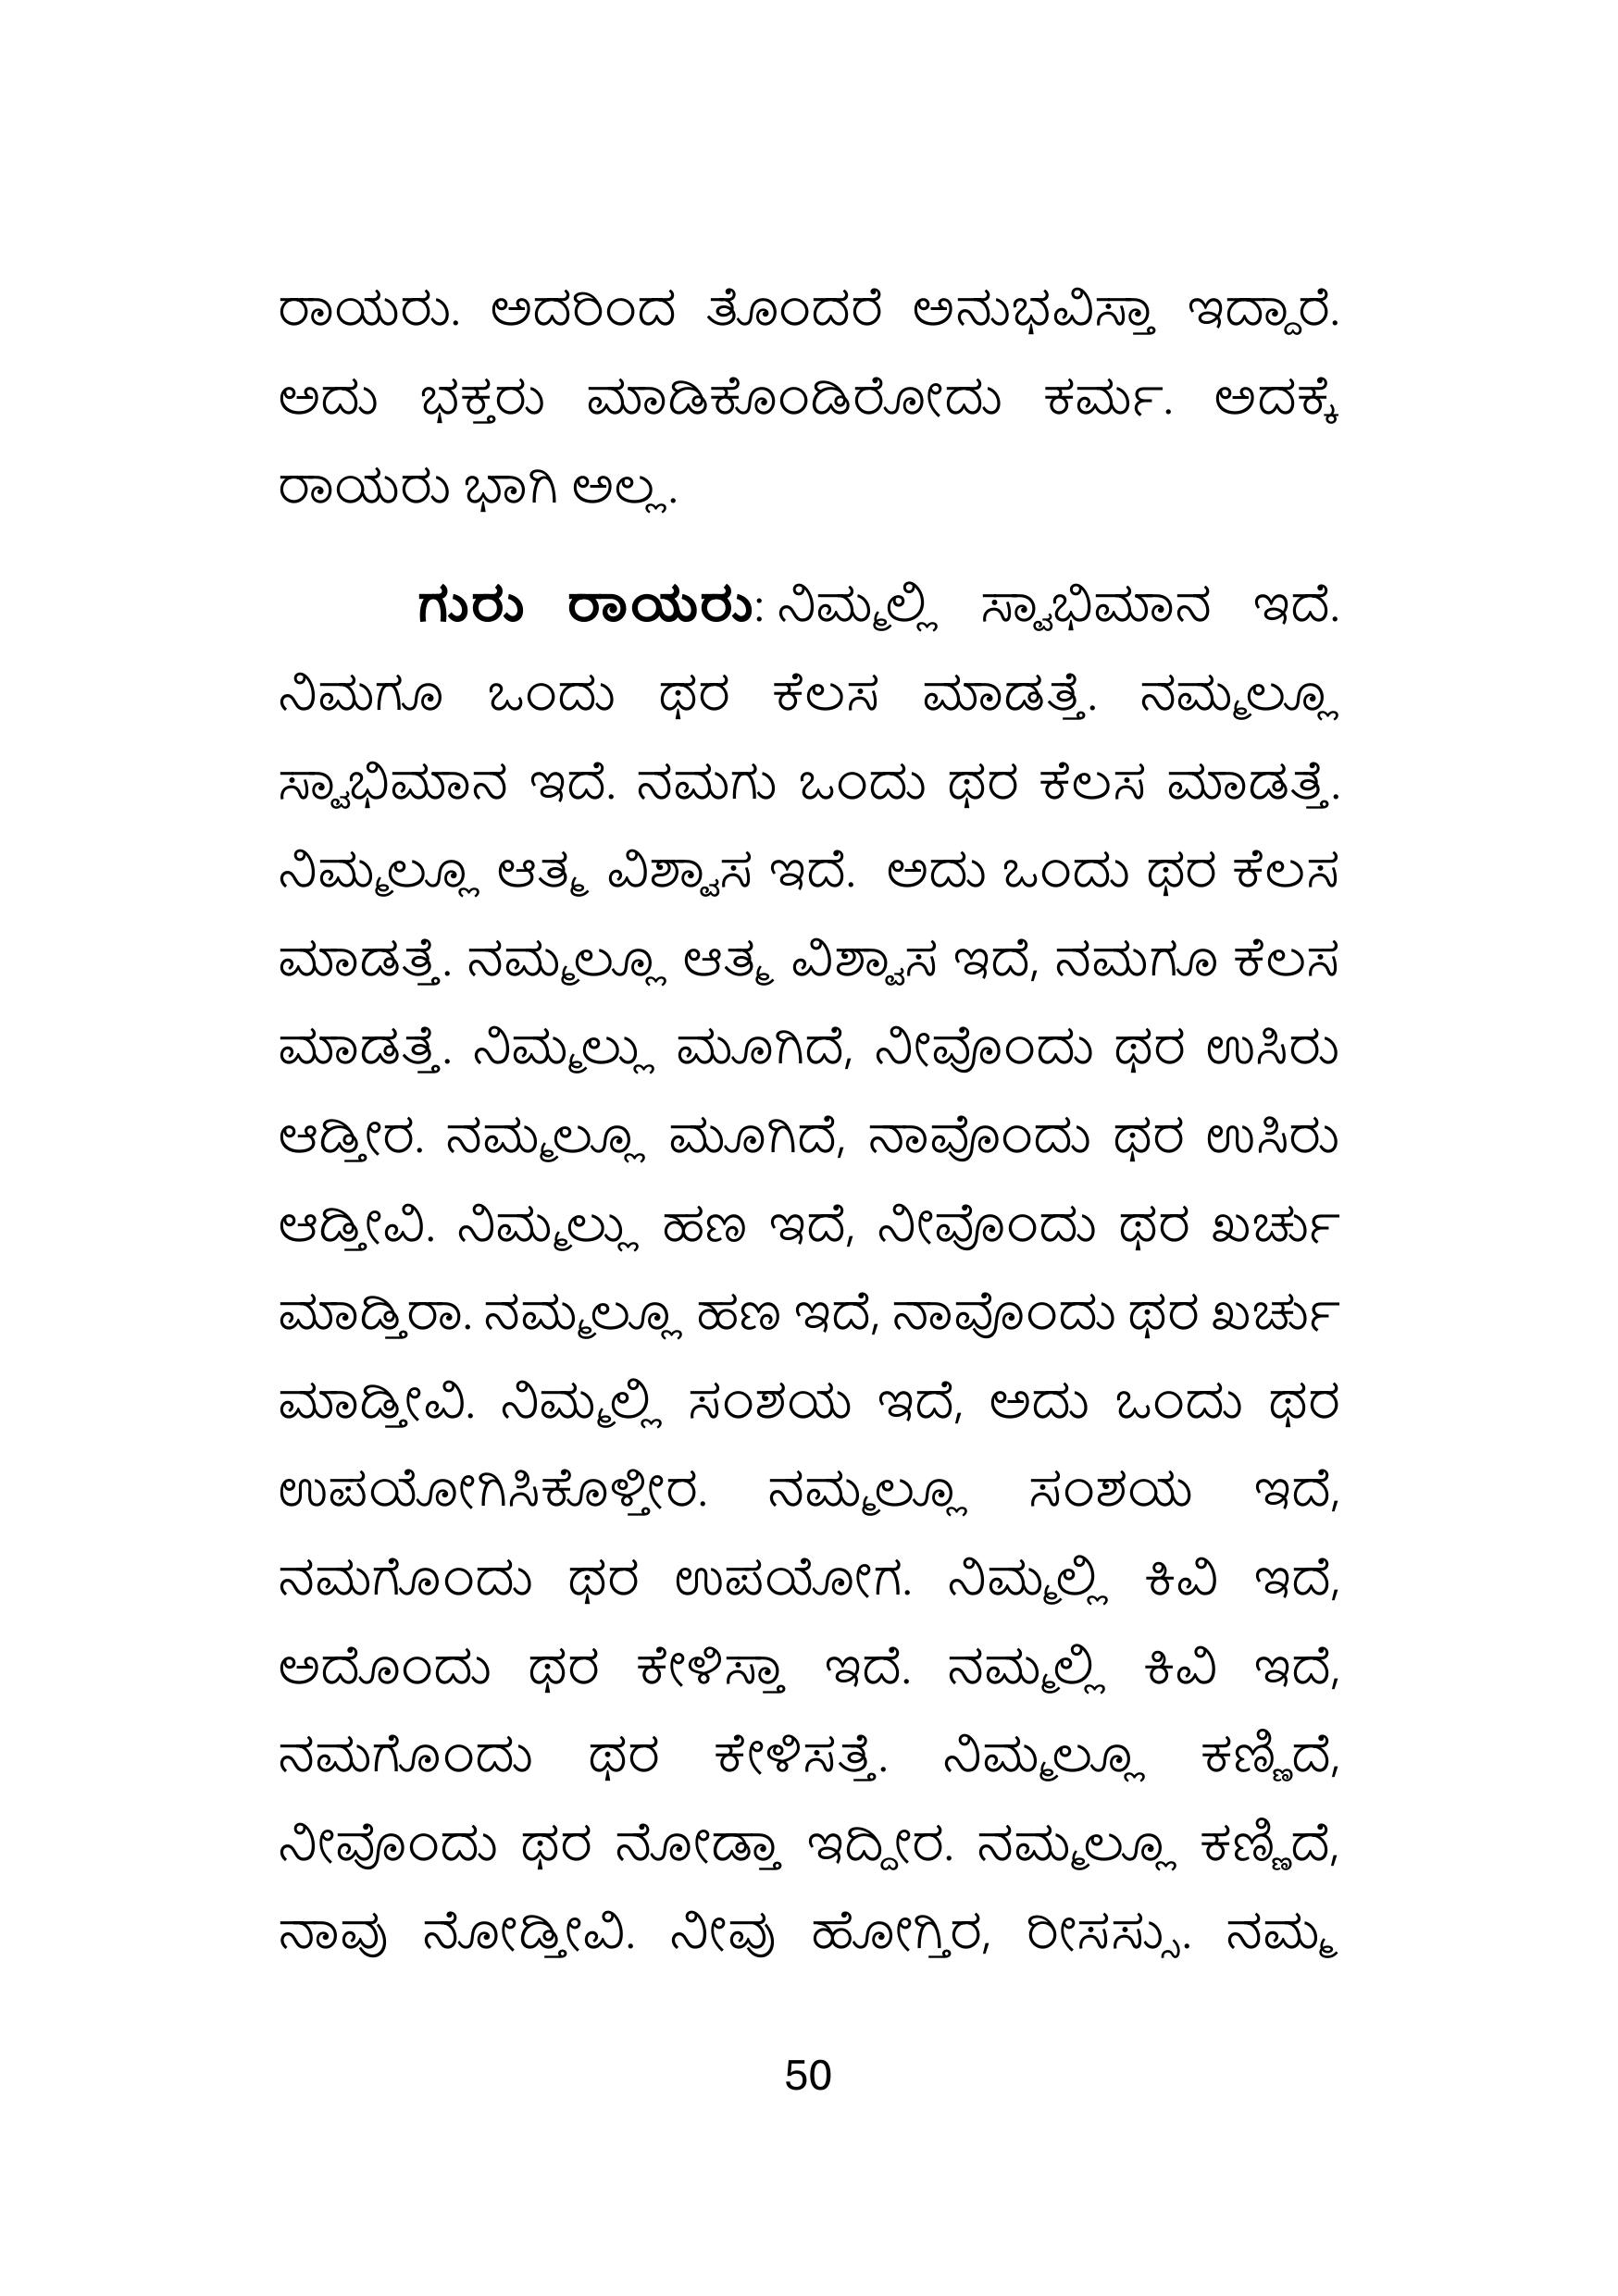 ರಾಯರು. ಅದರಿಂದ ತೊಂದರೆ ಅನುಭವಿಸ್ತಾ ಇದ್ದಾರೆ.
ಅದು ಭಕ್ತರು ಮಾಡಿಕೊಂಡಿರೋದು ಕರ್ಮ. ಅದಕ್ಕೆ
ರಾಯರು ಭಾಗಿ ಅಲ್ಲ.
ಗುರು ರಾಯರು: ನಿಮ್ಮಲ್ಲಿ ಸ್ವಾಭಿಮಾನ ಇದೆ.
ನಿಮಗೂ ಒಂದು ಥರ ಕೆಲಸ ಮಾಡತ್ತೆ. ನಮ್ಮಲ್ಲೂ
ಸ್ವಾಭಿಮಾನ ಇದೆ. ನಮಗು ಒಂದು ಥರ ಕೆಲಸ ಮಾಡತ್ತೆ.
ನಿಮ್ಮಲ್ಲೂ ಆತ್ಮ ವಿಶ್ವಾಸ ಇದೆ. ಅದು ಒಂದು ಥರ ಕೆಲಸ
ಮಾಡತ್ತೆ. ನಮ್ಮಲ್ಲೂ ಆತ್ಮ ವಿಶ್ವಾಸ ಇದೆ, ನಮಗೂ ಕೆಲಸ
ಮಾಡತ್ತೆ. ನಿಮ್ಮಲ್ಲು ಮೂಗಿದೆ, ನೀವೊಂದು ಥರ ಉಸಿರು
ಆಡ್ತೀರ. ನಮ್ಮಲ್ಲೂ ಮೂಗಿದೆ, ನಾವೊಂದು ಥರ ಉಸಿರು
ಆಡ್ತೀವಿ. ನಿಮ್ಮಲ್ಲು ಹಣ ಇದೆ, ನೀವೊಂದು ಥರ ಖರ್ಚು
ಮಾಡ್ತಿರಾ. ನಮ್ಮಲ್ಲೂ ಹಣ ಇದೆ, ನಾವೊಂದು ಥರ ಖರ್ಚು
ಮಾಡ್ತೀವಿ. ನಿಮ್ಮಲ್ಲಿ ಸಂಶಯ ಇದೆ, ಅದು ಒಂದು ಥರ
ಉಪಯೋಗಿಸಿಕೊಳ್ತೀರ. ನಮ್ಮಲ್ಲೂ ಸಂಶಯ ಇದೆ,
ನಮಗೊಂದು ಥರ ಉಪಯೋಗ. ನಿಮ್ಮಲ್ಲಿ ಕಿವಿ ಇದೆ,
ಅದೊಂದು ಥರ ಕೇಳಿಸ್ತಾ ಇದೆ. ನಮ್ಮಲ್ಲಿ ಕಿವಿ ಇದೆ,
ನಮಗೊಂದು ಥರ ಕೇಳಿಸತ್ತೆ. ನಿಮ್ಮಲ್ಲೂ ಕಣ್ಣಿದೆ,
ನೀವೊಂದು ಥರ ನೋಡ್ತಾ ಇದ್ದೀರ. ನಮ್ಮಲ್ಲೂ ಕಣ್ಣಿದೆ,
ನಾವು ನೋಡ್ತೀವಿ. ನೀವು ಹೋಗ್ತಿರ, ರೀಸಸ್ಸು. ನಮ್ಮ
50